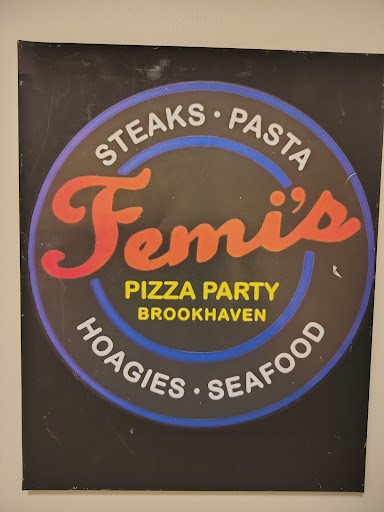 STEAKS · PASTA
Femi's
PIZZA PARTY
BROOKHAVEN
HOAGIES · SEAFOOD